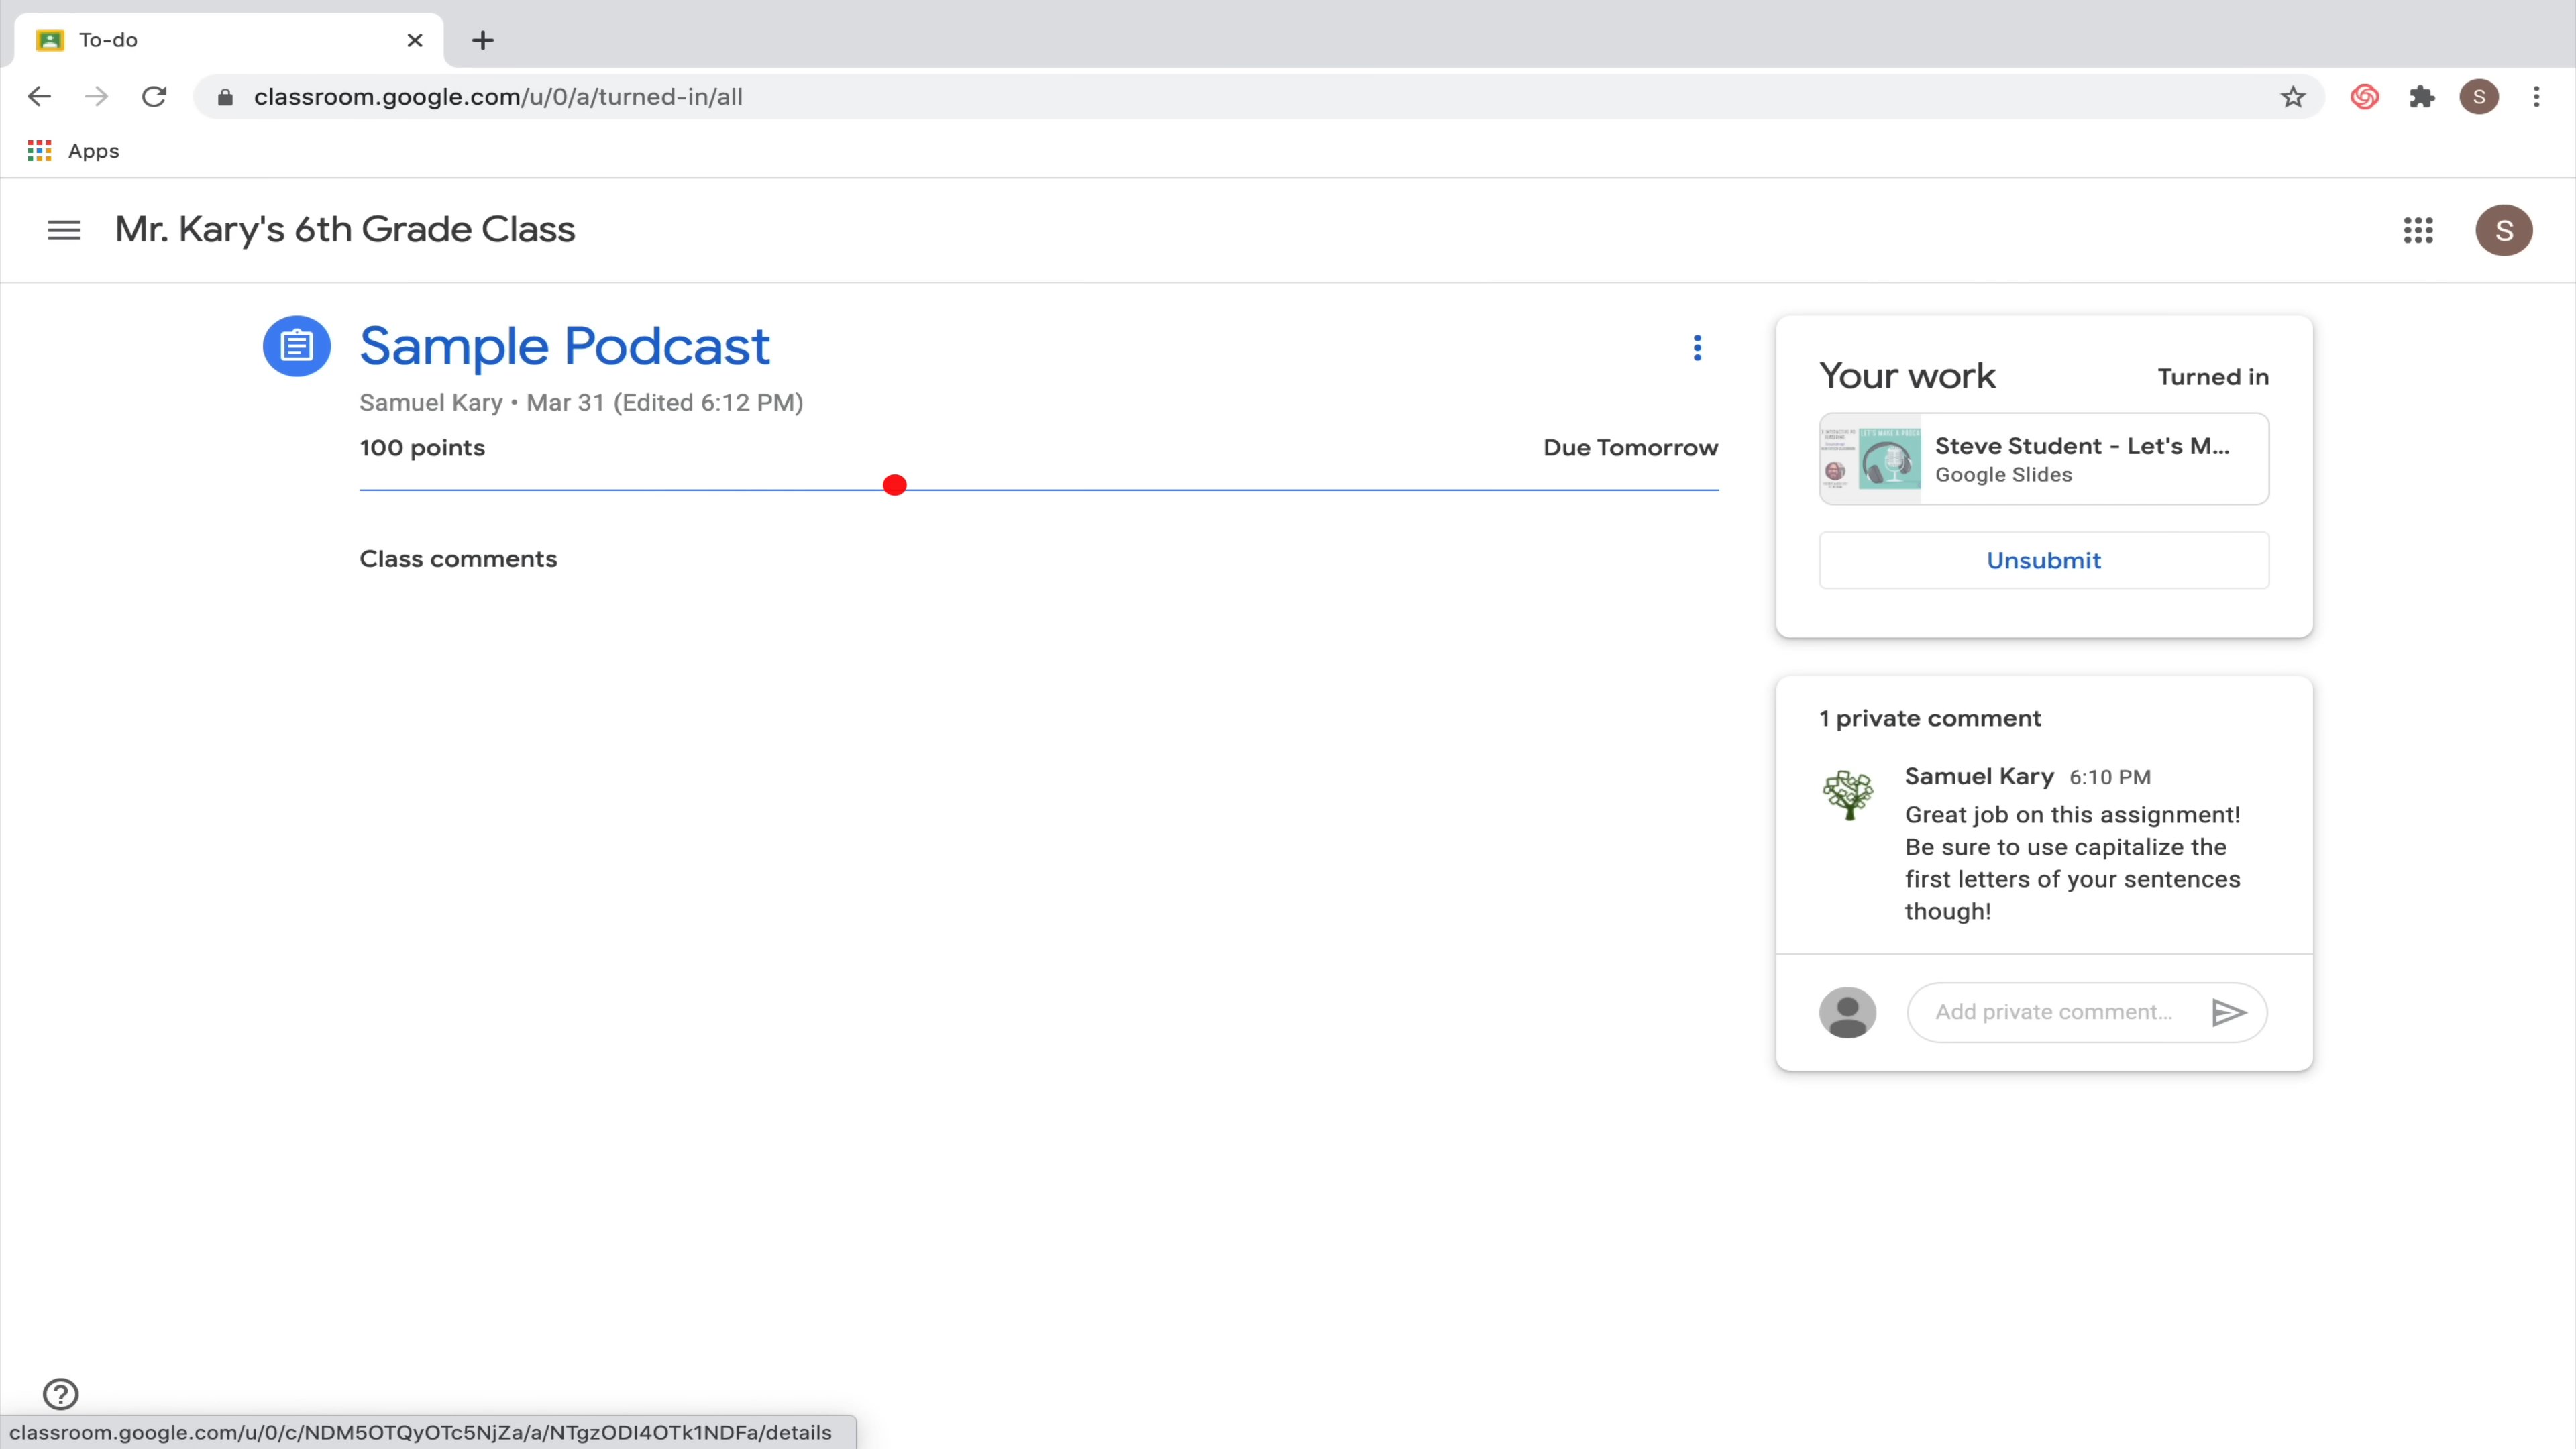 To-do
classroom.google.com/u/0/a/turned-in/all
S
Apps
Mr. Kary's 6th Grade Class
S
Sample Podcast
Samuel Kary • Mar 31 (Edited 6:12 PM)
100 points
Due Tomorrow
Class comments
Your work
Turned in
LET'S MAKE A PODCA
Steve Student - Let's M...
Google Slides
Unsubmit
1 private comment
Samuel Kary 6:10 PM
Great job on this assignment!
Be sure to use capitalize the
first letters of your sentences
though!
Add private comment...
classroom.google.com/u/0/c/NDM5OTQyOTc5NjZa/a/NTgzODI4OTk1NDFa/details